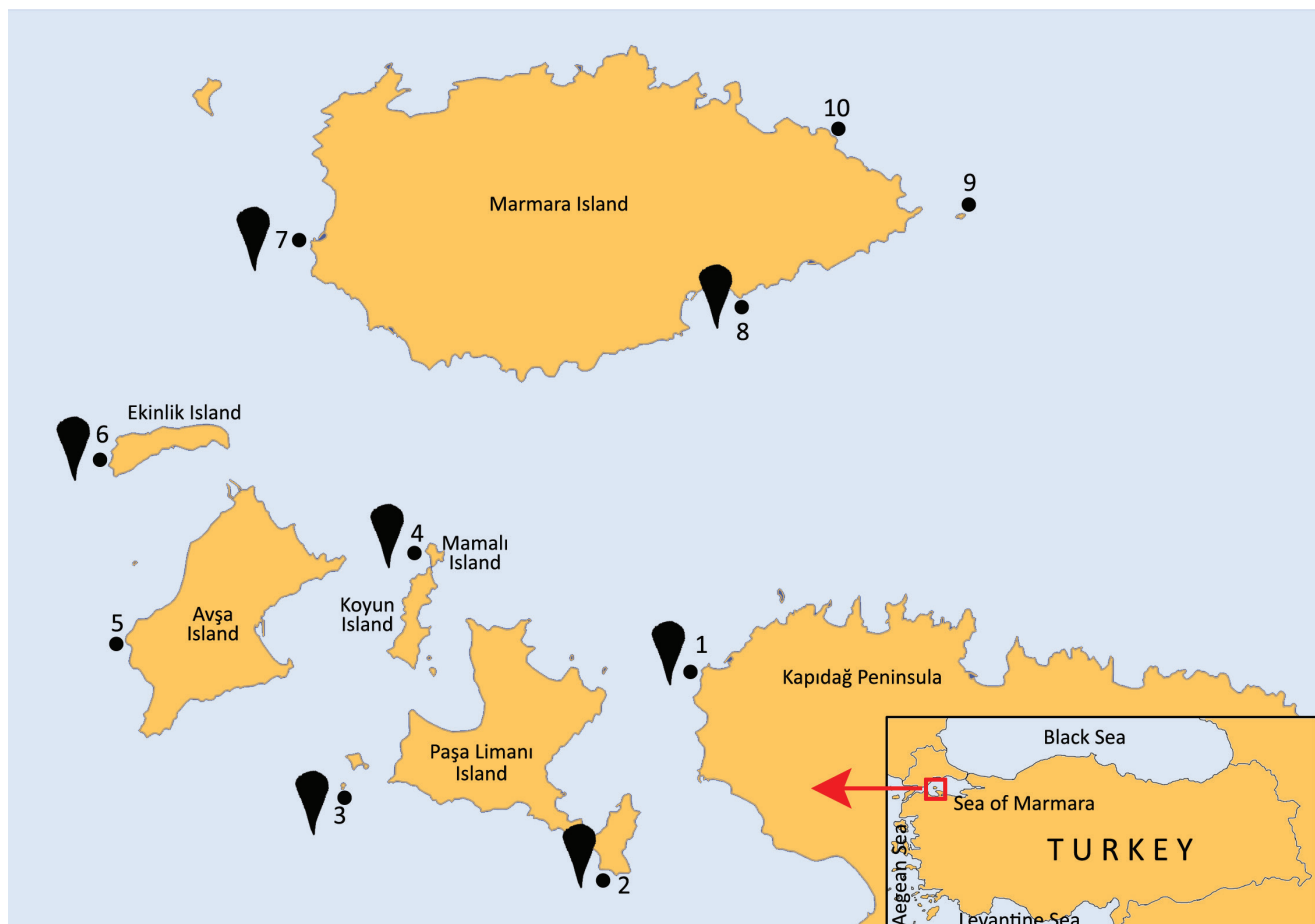 10
9
Marmara Island
7
8
Ekinlik Island
6
4
Mamalı
Island
Koyun
Island
5
Avşa
Island
1
Kapıdağ Peninsula
Paşa Limanı
Island
3
2
Black Sea
Sea of Marmara
TURKEY
Aegean Sea
Levantine Sea